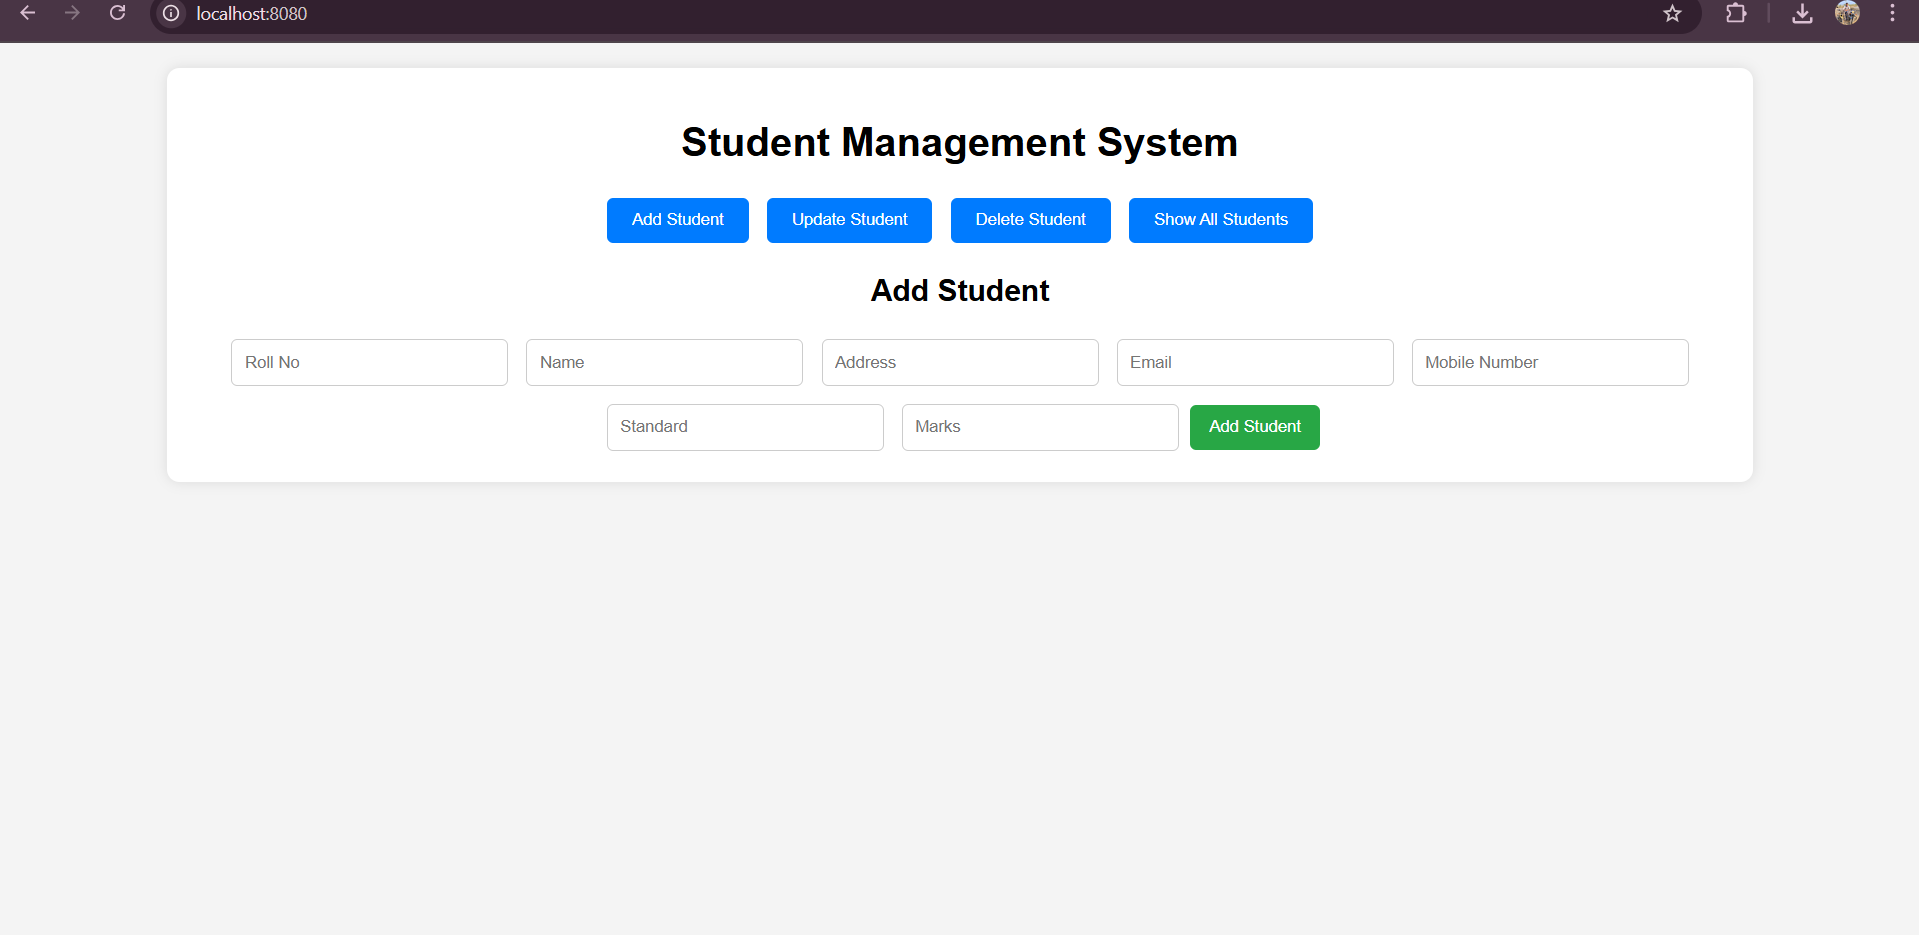 localhost:8080
Student Management System
Add Student Update Student Delete Student Show All Students
Add Student
Roll No Name Address Email Mobile Number
Standard Marks Add Student